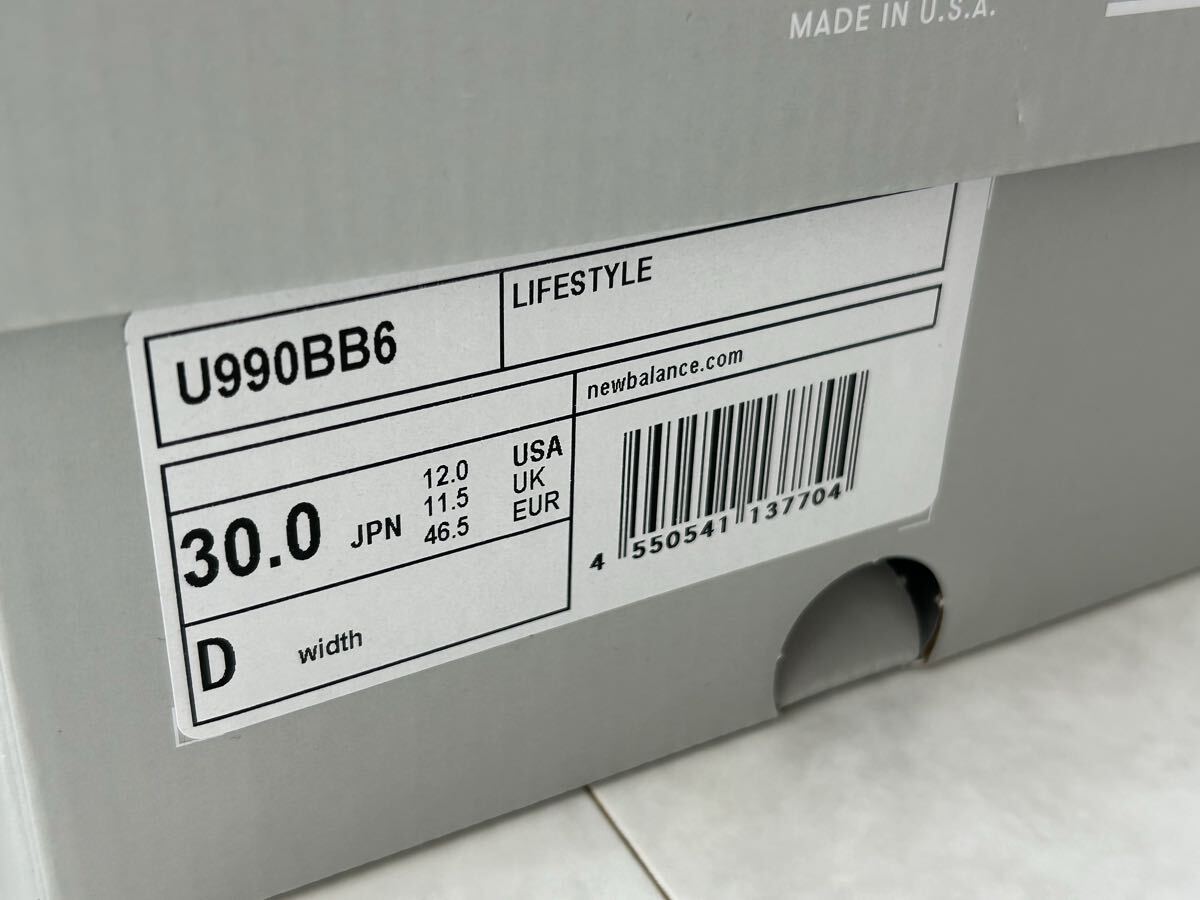 MADE IN U.S.A.
U990BB6
LIFESTYLE
newbalance.com
30.0 JPN
12.0 USA
11.5 UK
46.5 EUR
D width
4 550541 137704